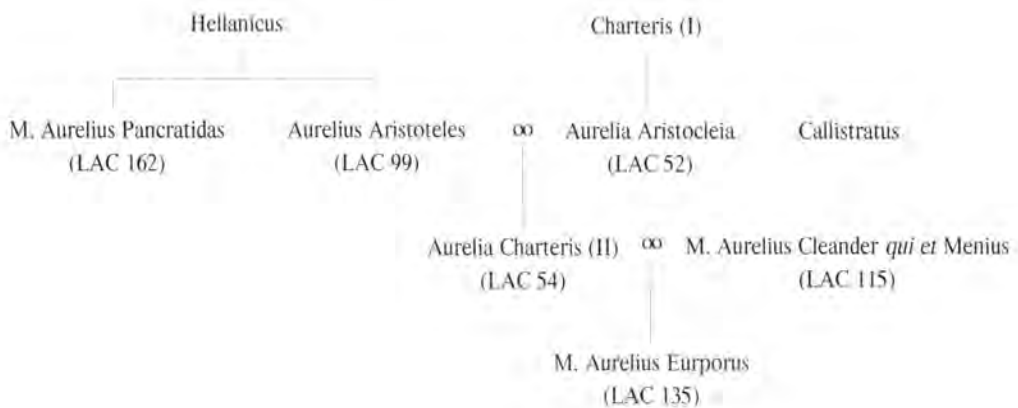 Hellanicus Charteris (I)
M. Aurelius Pancratidas Aurelius Aristoteles ∞ Aurelia Aristocleia Callistratus
(LAC 162) (LAC 99) (LAC 52)
Aurelia Charteris (II) ∞ M. Aurelius Cleander qui et Menius
(LAC 54) (LAC 115)
M. Aurelius Eurporus
(LAC 135)